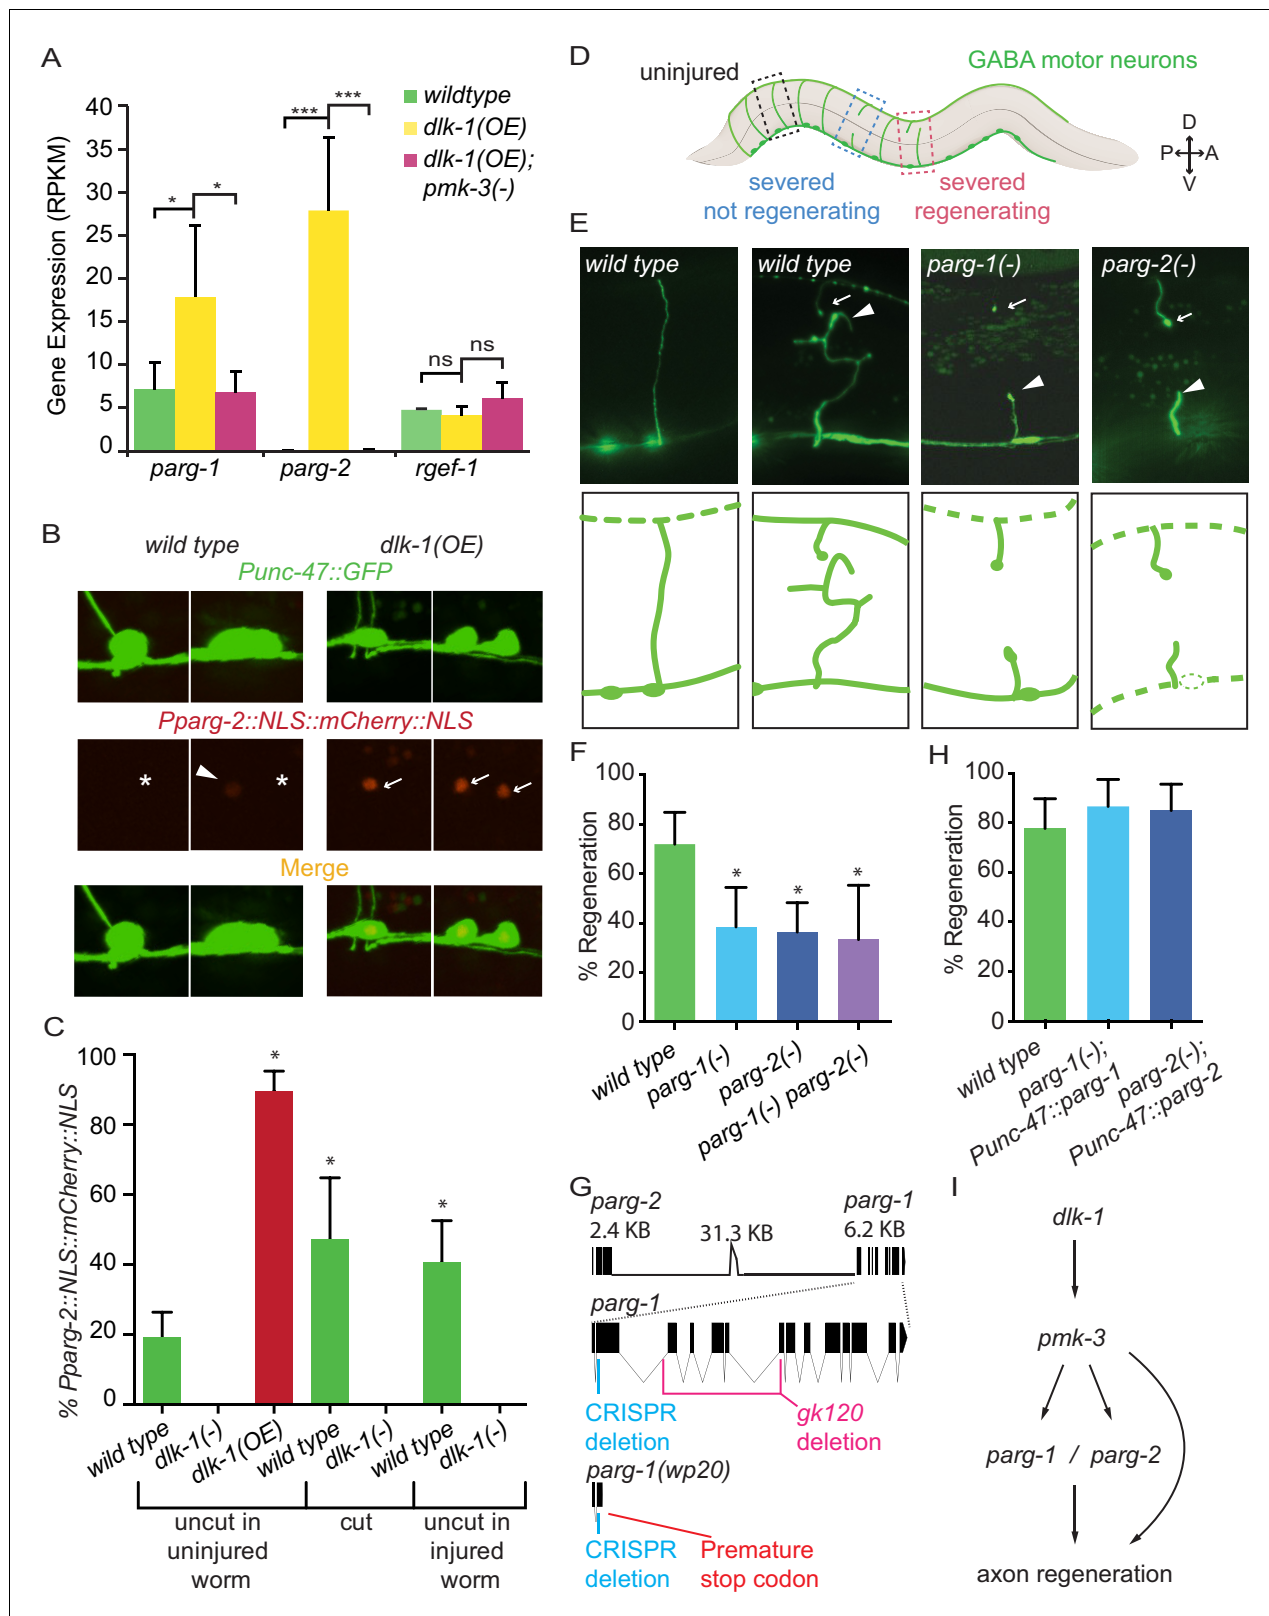 A
Gene Expression (RPKM)
40
35
30
25
20
15
10
5
0
*
*
***
***
ns
ns
wildtype
dlk-1(OE)
dlk-1(OE);
pmk-3(-)
parg-1
parg-2
rgef-1
B
wild type
dlk-1(OE)
Punc-47::GFP
Pparg-2::NLS::mCherry::NLS
*
*
Merge
C
% Pparg-2::NLS::mCherry::NLS
100
80
60
40
20
0
*
*
*
wild type
dlk-1(-)
dlk-1(OE)
wild type
dlk-1(-)
wild type
dlk-1(-)
uncut in
uninjured
worm
cut
uncut in
injured
worm
D
uninjured
GABA motor neurons
severed
not regenerating
severed
regenerating
D
P
A
V
E
wild type
wild type
parg-1(-)
parg-2(-)
F
% Regeneration
100
80
60
40
20
0
*
*
*
wild type
parg-1(-)
parg-2(-)
parg-1(-) parg-2(-)
H
% Regeneration
100
80
60
40
20
0
wild type
parg-1(-);
Punc-47::parg-1
parg-2(-);
Punc-47::parg-2
G
parg-2
2.4 KB
31.3 KB
parg-1
6.2 KB
parg-1
CRISPR
deletion
gk120
deletion
parg-1(wp20)
CRISPR
deletion
Premature
stop codon
I
dlk-1
pmk-3
parg-1 / parg-2
axon regeneration